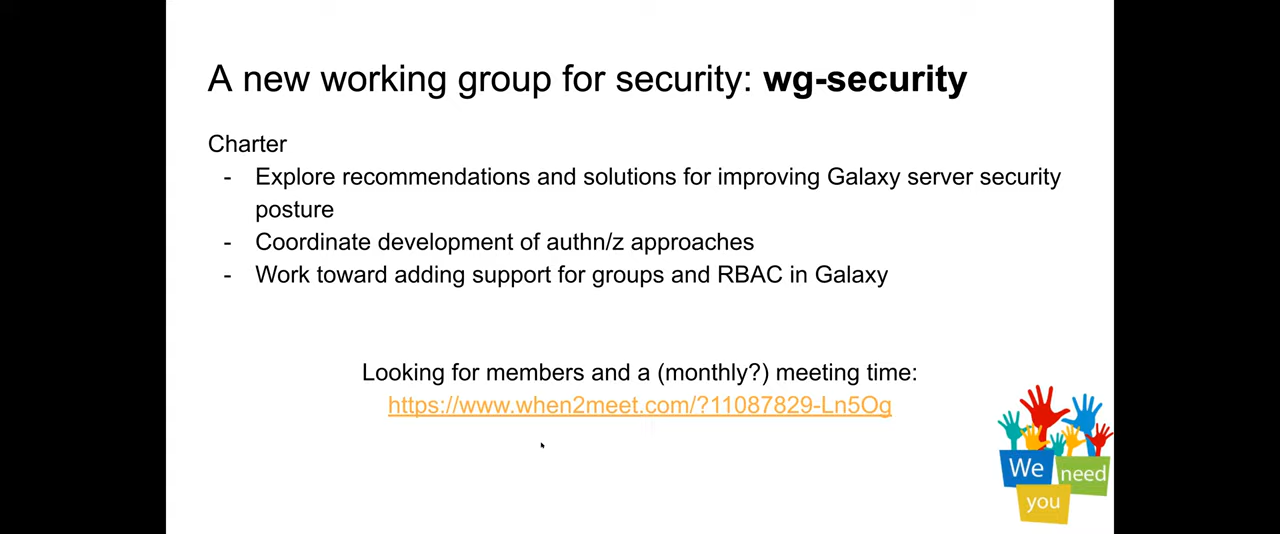 A new working group for security: wg-security
Charter
- Explore recommendations and solutions for improving Galaxy server security
posture
- Coordinate development of authn/z approaches
- Work toward adding support for groups and RBAC in Galaxy
Looking for members and a (monthly?) meeting time:
https://www.when2meet.com/?11087829-Ln5Og
We
need
you